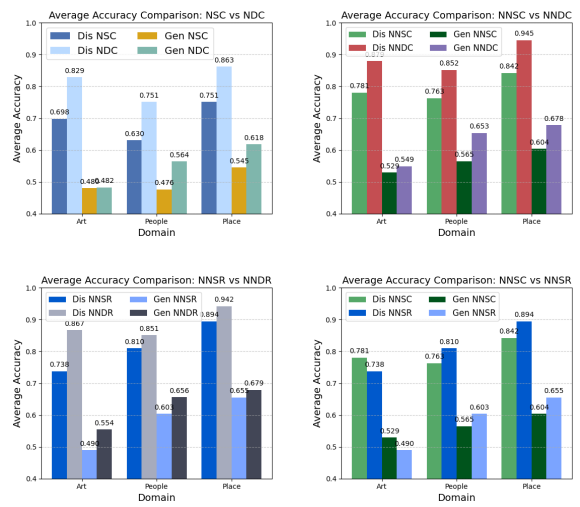 Average Accuracy Comparison: NSC vs NDC
Dis NSC
Dis NDC
Gen NSC
Gen NDC
Average Accuracy
1.0
0.9
0.8
0.7
0.6
0.5
0.4
0.698
0.829
0.482
0.630
0.751
0.476
0.564
0.751
0.863
0.545
0.618
Art
People
Place
Domain
Average Accuracy Comparison: NNSC vs NNDC
Dis NNSC
Dis NNDC
Gen NNSC
Gen NNDC
Average Accuracy
1.0
0.9
0.8
0.7
0.6
0.5
0.4
0.781
0.529
0.549
0.763
0.852
0.565
0.653
0.842
0.945
0.604
0.678
Art
People
Place
Domain
Average Accuracy Comparison: NNSR vs NNDR
Dis NNSR
Dis NNDR
Gen NNSR
Gen NNDR
Average Accuracy
1.0
0.9
0.8
0.7
0.6
0.5
0.4
0.738
0.867
0.490
0.554
0.810
0.851
0.603
0.656
0.894
0.942
0.655
0.679
Art
People
Place
Domain
Average Accuracy Comparison: NNSC vs NNSR
Dis NNSC
Dis NNSR
Gen NNSC
Gen NNSR
Average Accuracy
1.0
0.9
0.8
0.7
0.6
0.5
0.4
0.781
0.738
0.529
0.490
0.763
0.810
0.565
0.603
0.842
0.894
0.604
0.655
Art
People
Place
Domain